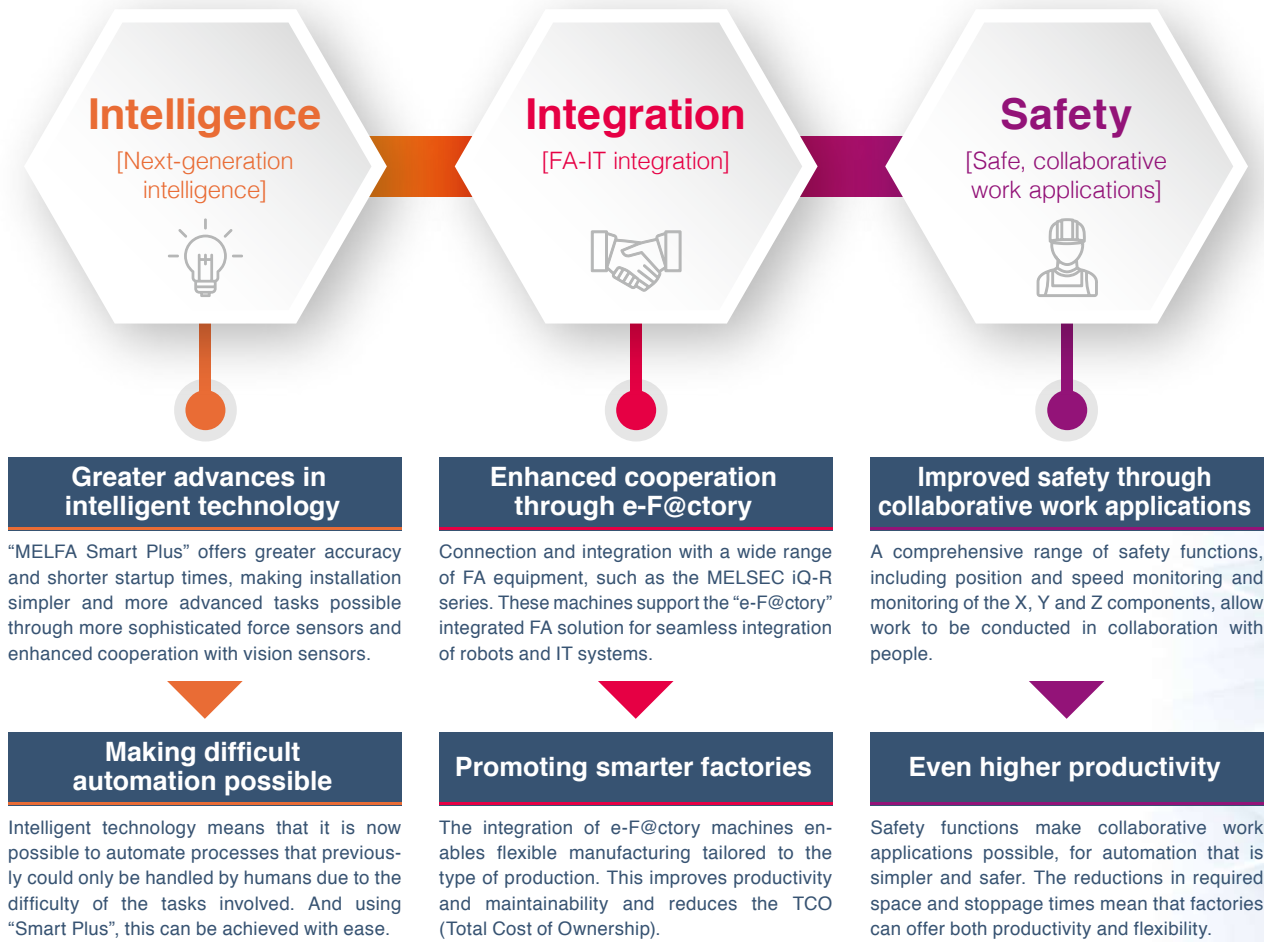 Intelligence
[Next-generation
intelligence]
Integration
[FA-IT integration]
Safety
[Safe, collaborative
work applications]
Greater advances in
intelligent technology
“MELFA Smart Plus” offers greater accuracy
and shorter startup times, making installation
simpler and more advanced tasks possible
through more sophisticated force sensors and
enhanced cooperation with vision sensors.
Making difficult
automation possible
Intelligent technology means that it is now
possible to automate processes that previous-
ly could only be handled by humans due to the
difficulty of the tasks involved. And using
“Smart Plus”, this can be achieved with ease.
Enhanced cooperation
through e-F@ctory
Connection and integration with a wide range
of FA equipment, such as the MELSEC iQ-R
series. These machines support the “e-F@ctory”
integrated FA solution for seamless integration
of robots and IT systems.
Promoting smarter factories
The integration of e-F@ctory machines en-
ables flexible manufacturing tailored to the
type of production. This improves productivity
and maintainability and reduces the TCO
(Total Cost of Ownership).
Improved safety through
collaborative work applications
A comprehensive range of safety functions,
including position and speed monitoring and
monitoring of the X, Y and Z components, allow
work to be conducted in collaboration with
people.
Even higher productivity
Safety functions make collaborative work
applications possible, for automation that is
simpler and safer. The reductions in required
space and stoppage times mean that factories
can offer both productivity and flexibility.